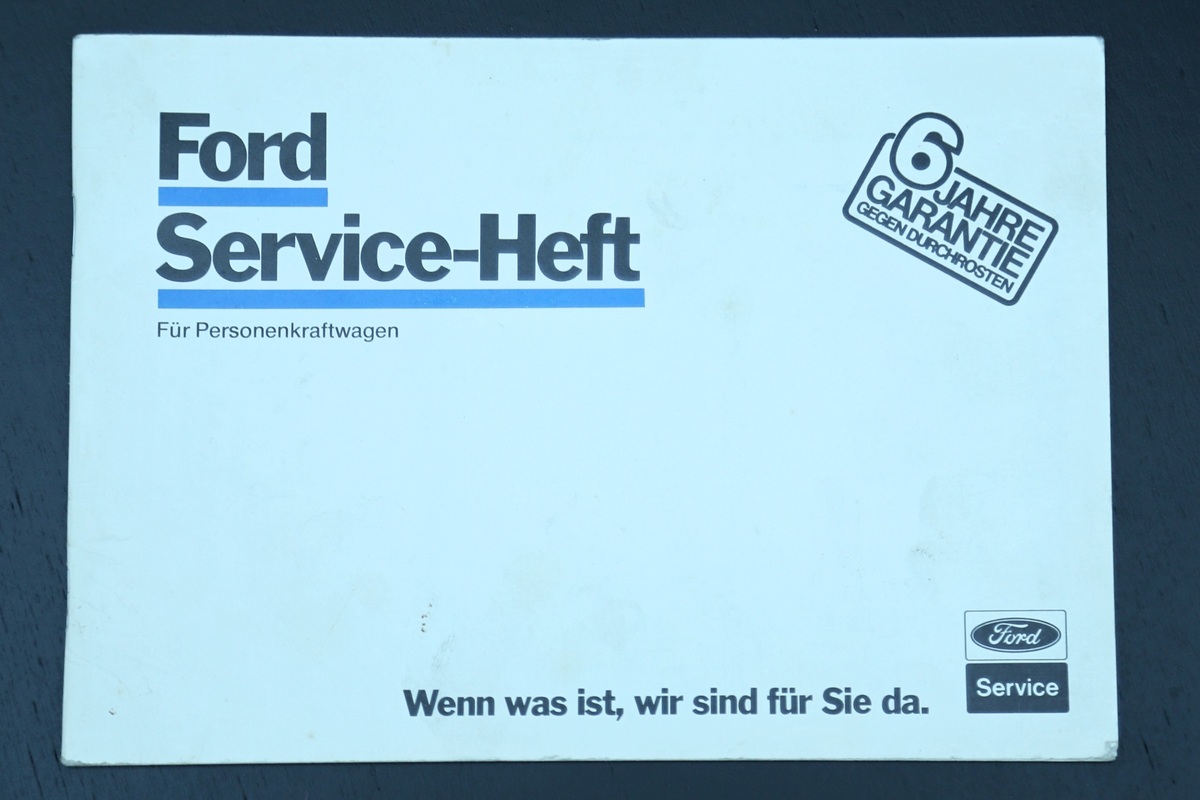 Ford
Service-Heft
Für Personenkraftwagen
6
JAHRE
GARANTIE
GEGEN DURCHROSTEN
Wenn was ist, wir sind für Sie da.
Ford
Service